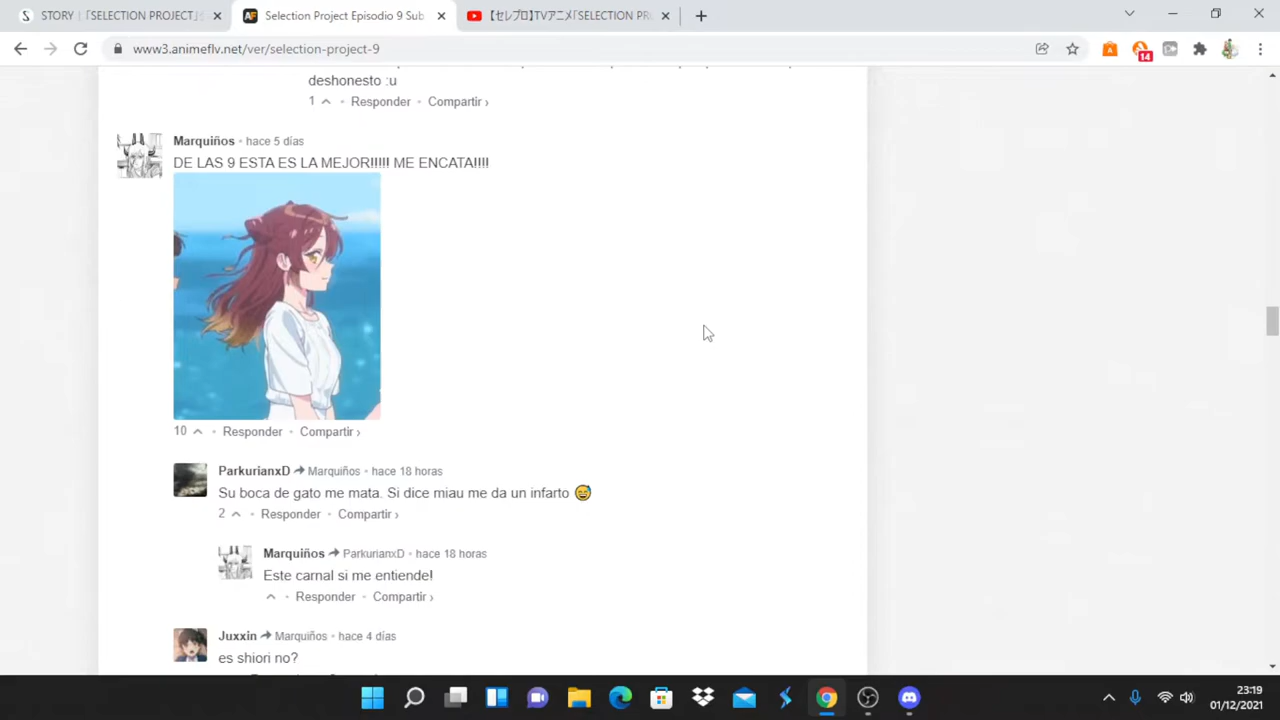 STORY | 「SELECTION PROJECT」
Selection Project Episodio 9 Sub
【セレプロ】TVアニメ「SELECTION PR
www3.animeflv.net/ver/selection-project-9
14
deshonesto :u
1 • Responder • Compartir ›
Marquiños • hace 5 días
DE LAS 9 ESTA ES LA MEJOR!!!!! ME ENCATA!!!!
10 • Responder • Compartir ›
ParkurianxD Marquiños • hace 18 horas
Su boca de gato me mata. Si dice miau me da un infarto 😅
2 • Responder • Compartir ›
Marquiños ParkurianxD • hace 18 horas
Este carnal si me entiende!
• Responder • Compartir ›
Juxxin Marquiños • hace 4 días
es shiori no?
23:19
01/12/2021